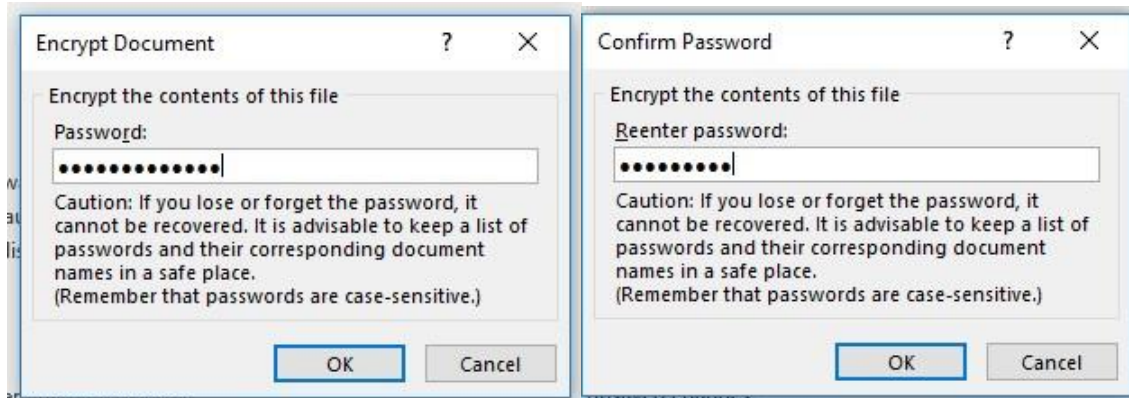 Encrypt Document
Encrypt the contents of this file
Password:
•••••••••••••
Caution: If you lose or forget the password, it
cannot be recovered. It is advisable to keep a list of
passwords and their corresponding document
names in a safe place.
(Remember that passwords are case-sensitive.)
OK Cancel
Confirm Password
Encrypt the contents of this file
Reenter password:
•••••••••
Caution: If you lose or forget the password, it
cannot be recovered. It is advisable to keep a list of
passwords and their corresponding document
names in a safe place.
(Remember that passwords are case-sensitive.)
OK Cancel